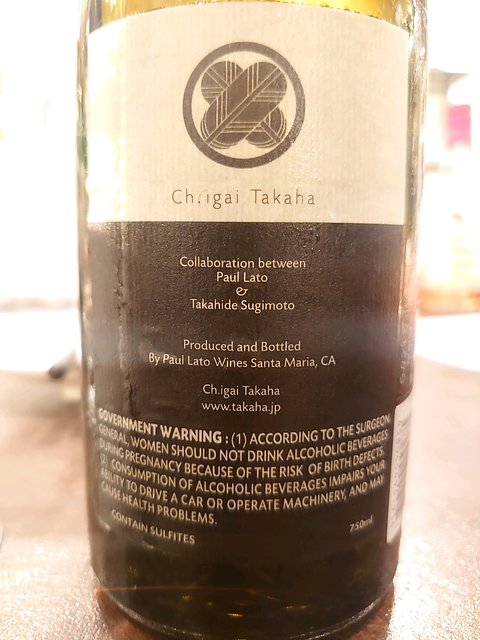 Ch.igai Takaha
Collaboration between
Paul Lato
&
Takahide Sugimoto
Produced and Bottled
By Paul Lato Wines Santa Maria, CA
Ch.igai Takaha
www.takaha.jp
GOVERNMENT WARNING : (1) ACCORDING TO THE SURGEON
GENERAL, WOMEN SHOULD NOT DRINK ALCOHOLIC BEVERAGES
DURING PREGNANCY BECAUSE OF THE RISK OF BIRTH DEFECTS.
(2) CONSUMPTION OF ALCOHOLIC BEVERAGES IMPAIRS YOUR
ABILITY TO DRIVE A CAR OR OPERATE MACHINERY, AND MAY
CAUSE HEALTH PROBLEMS.
CONTAIN SULFITES
750ml